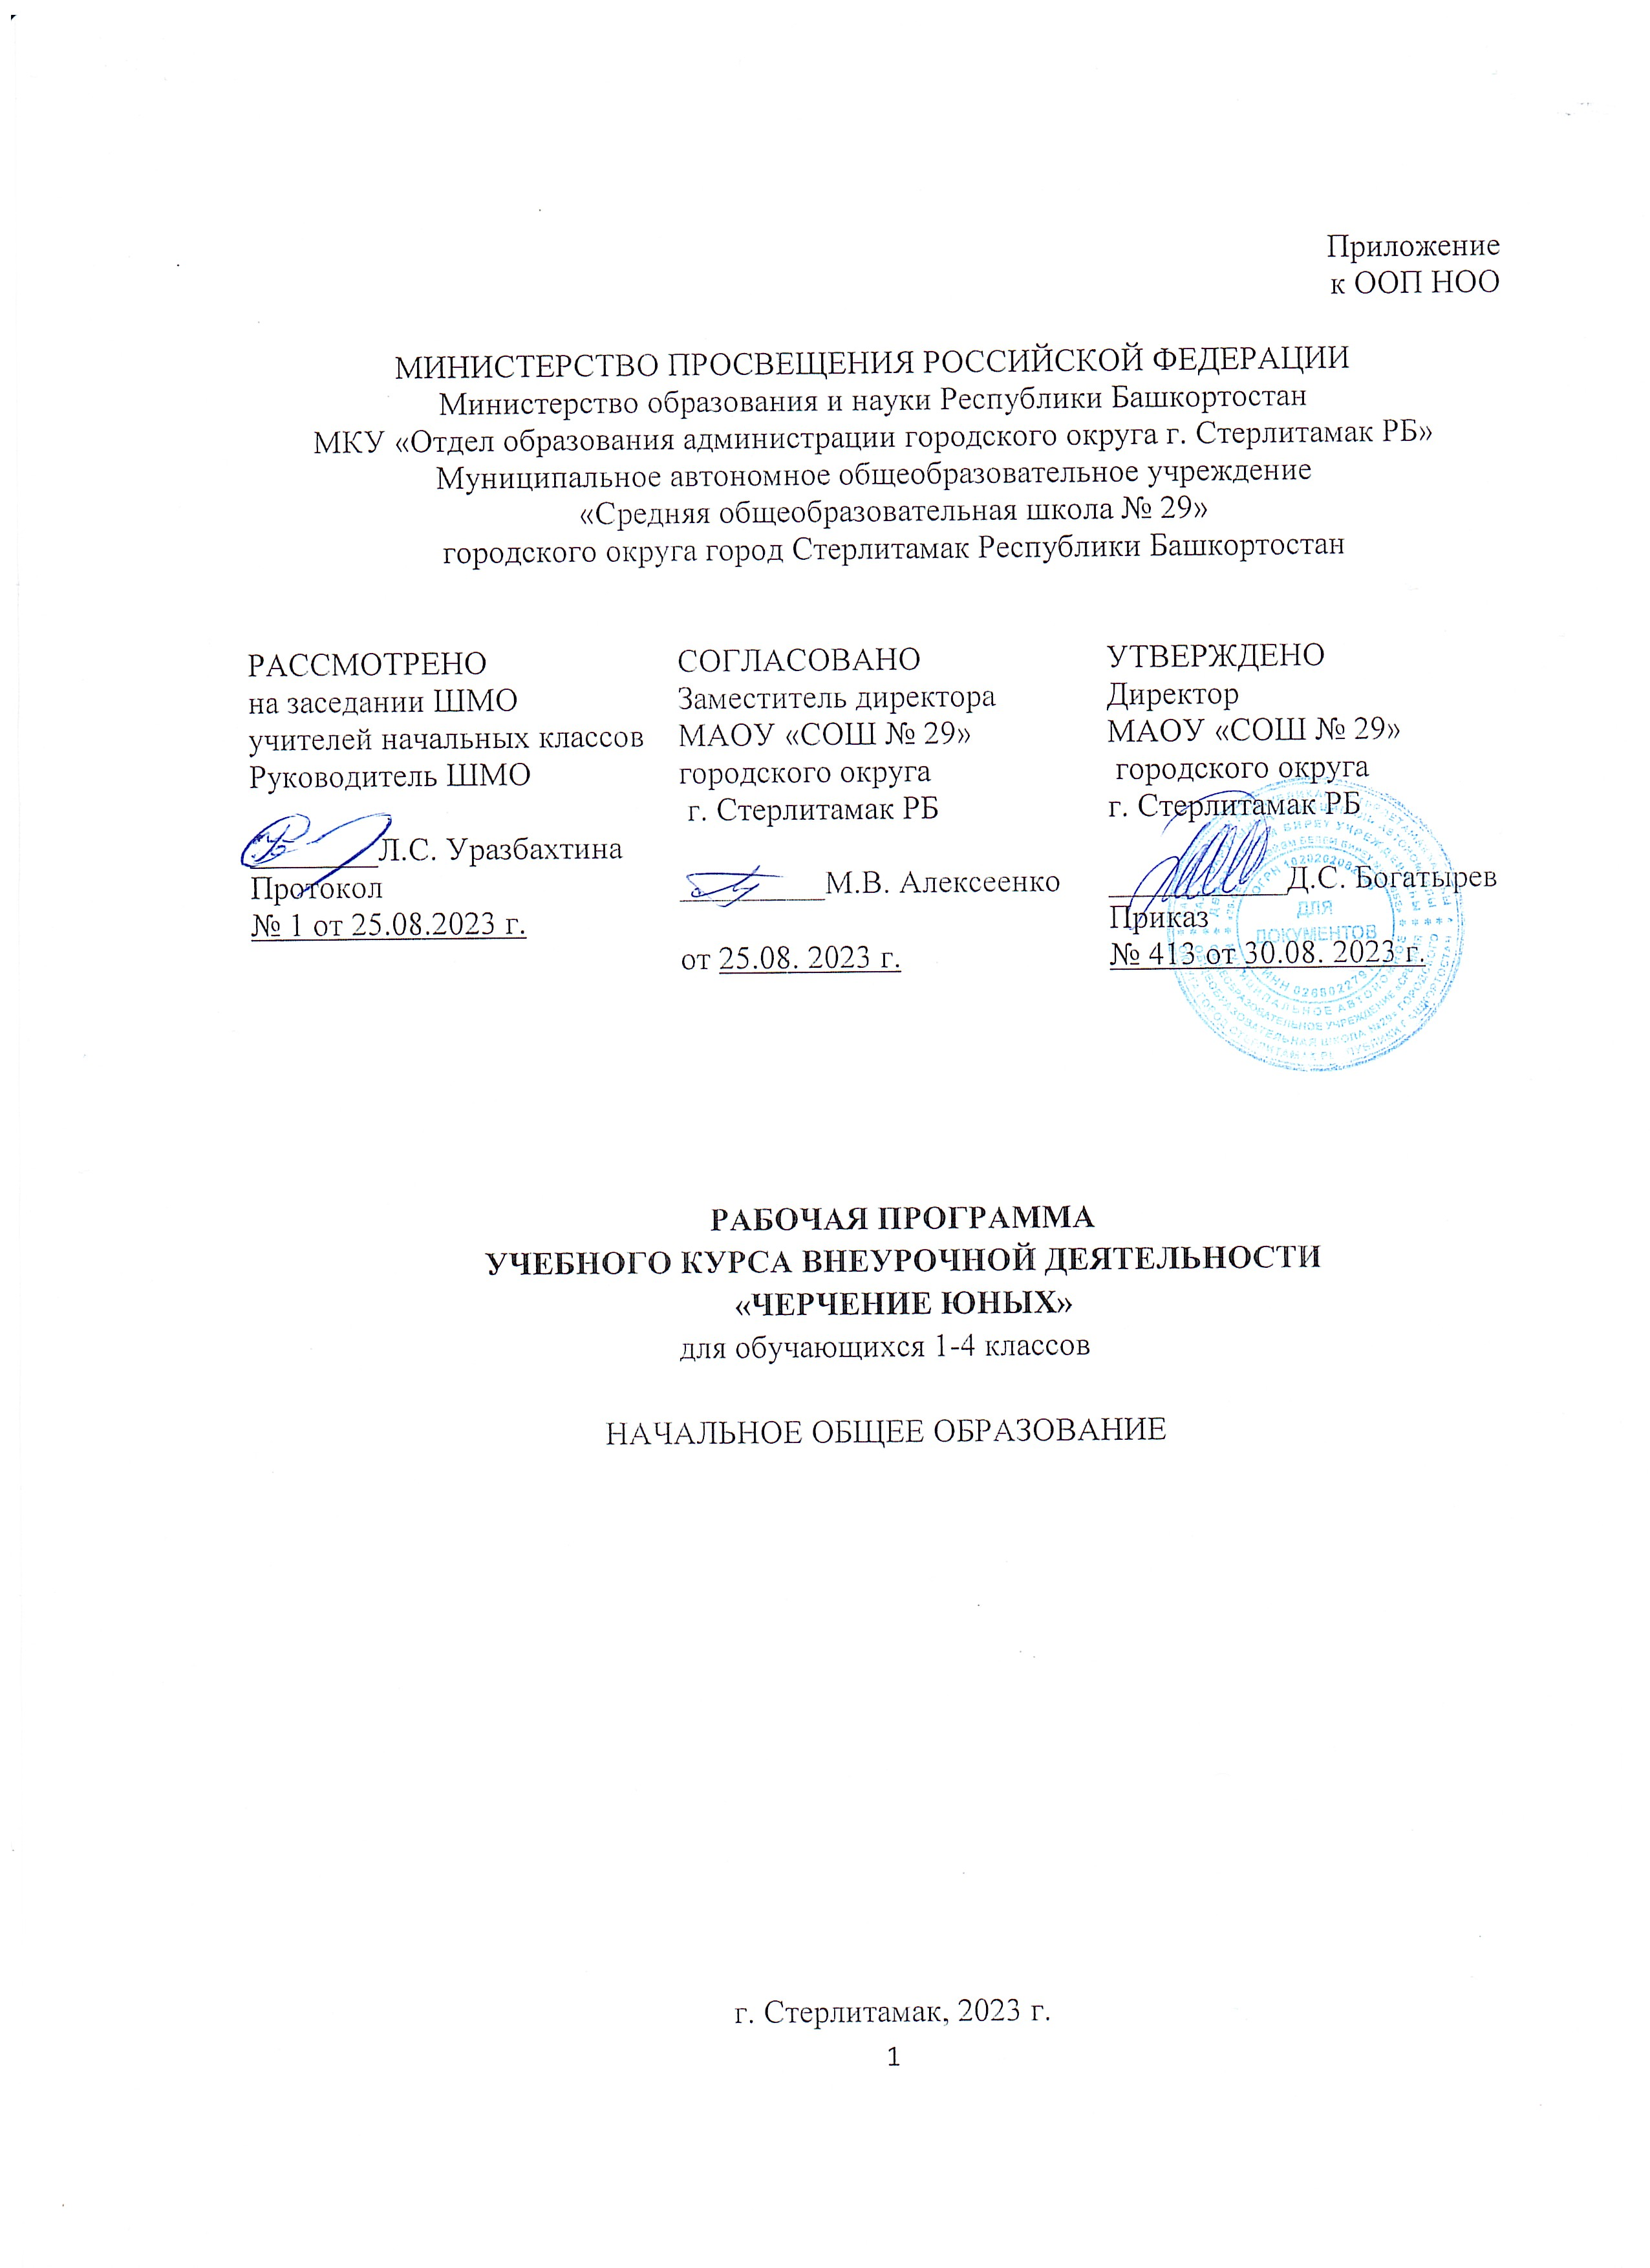 Приложение
к ООП НОО
МИНИСТЕРСТВО ПРОСВЕЩЕНИЯ РОССИЙСКОЙ ФЕДЕРАЦИИ
Министерство образования и науки Республики Башкортостан
МКУ «Отдел образования администрации городского округа г. Стерлитамак РБ»
Муниципальное автономное общеобразовательное учреждение
«Средняя общеобразовательная школа № 29»
городского округа город Стерлитамак Республики Башкортостан
РАССМОТРЕНО
на заседании ШМО
учителей начальных классов
Руководитель ШМО
Л.С. Уразбахтина
Протокол
№ 1 от 25.08.2023 г.
СОГЛАСОВАНО
Заместитель директора
МАОУ «СОШ № 29»
городского округа
г. Стерлитамак РБ
М.В. Алексеенко
от 25.08. 2023 г.
УТВЕРЖДЕНО
Директор
МАОУ «СОШ № 29»
городского округа
г. Стерлитамак РБ
Д.С. Богатырев
Приказ
№ 413 от 30.08. 2023 г.
ДЛЯ
ДОКУМЕНТОВ
РАБОЧАЯ ПРОГРАММА
УЧЕБНОГО КУРСА ВНЕУРОЧНОЙ ДЕЯТЕЛЬНОСТИ
«ЧЕРЧЕНИЕ ЮНЫХ»
для обучающихся 1-4 классов
НАЧАЛЬНОЕ ОБЩЕЕ ОБРАЗОВАНИЕ
г. Стерлитамак, 2023 г.
1